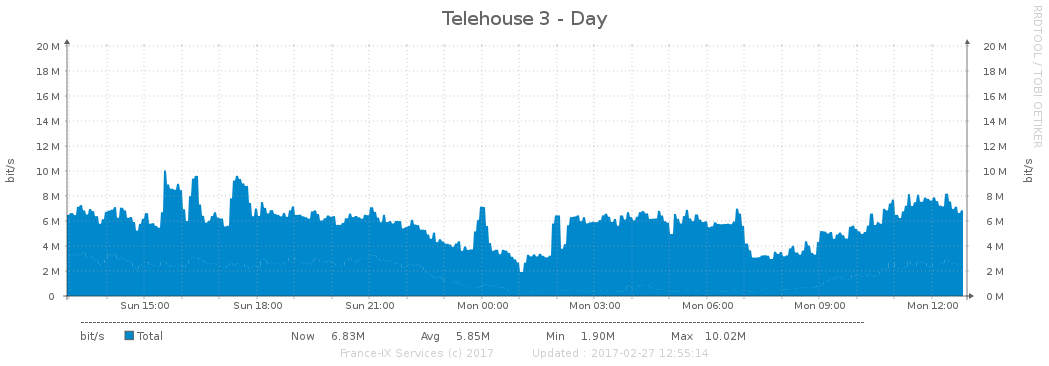 Telehouse 3 - Day
RRDTOOL / TOBI OETIKER
bit/s
bit/s
20 M 20 M
18 M 18 M
16 M 16 M
14 M 14 M
12 M 12 M
10 M 10 M
8 M 8 M
6 M 6 M
4 M 4 M
2 M 2 M
0 0 M
Sun 15:00 Sun 18:00 Sun 21:00 Mon 00:00 Mon 03:00 Mon 06:00 Mon 09:00 Mon 12:00
bit/s Total Now 6.83M Avg 5.85M Min 1.90M Max 10.02M
France-IX Services (c) 2017 Updated : 2017-02-27 12:55:14